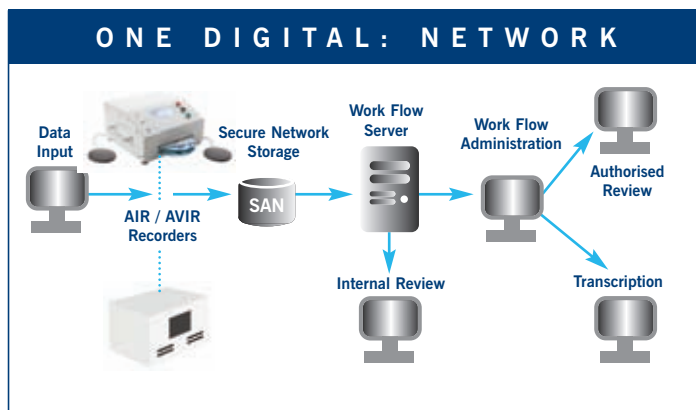 ONE DIGITAL: NETWORK
Data
Input
AIR / AVIR
Recorders
Secure Network
Storage
SAN
Work Flow
Server
Internal Review
Work Flow
Administration
Authorised
Review
Transcription